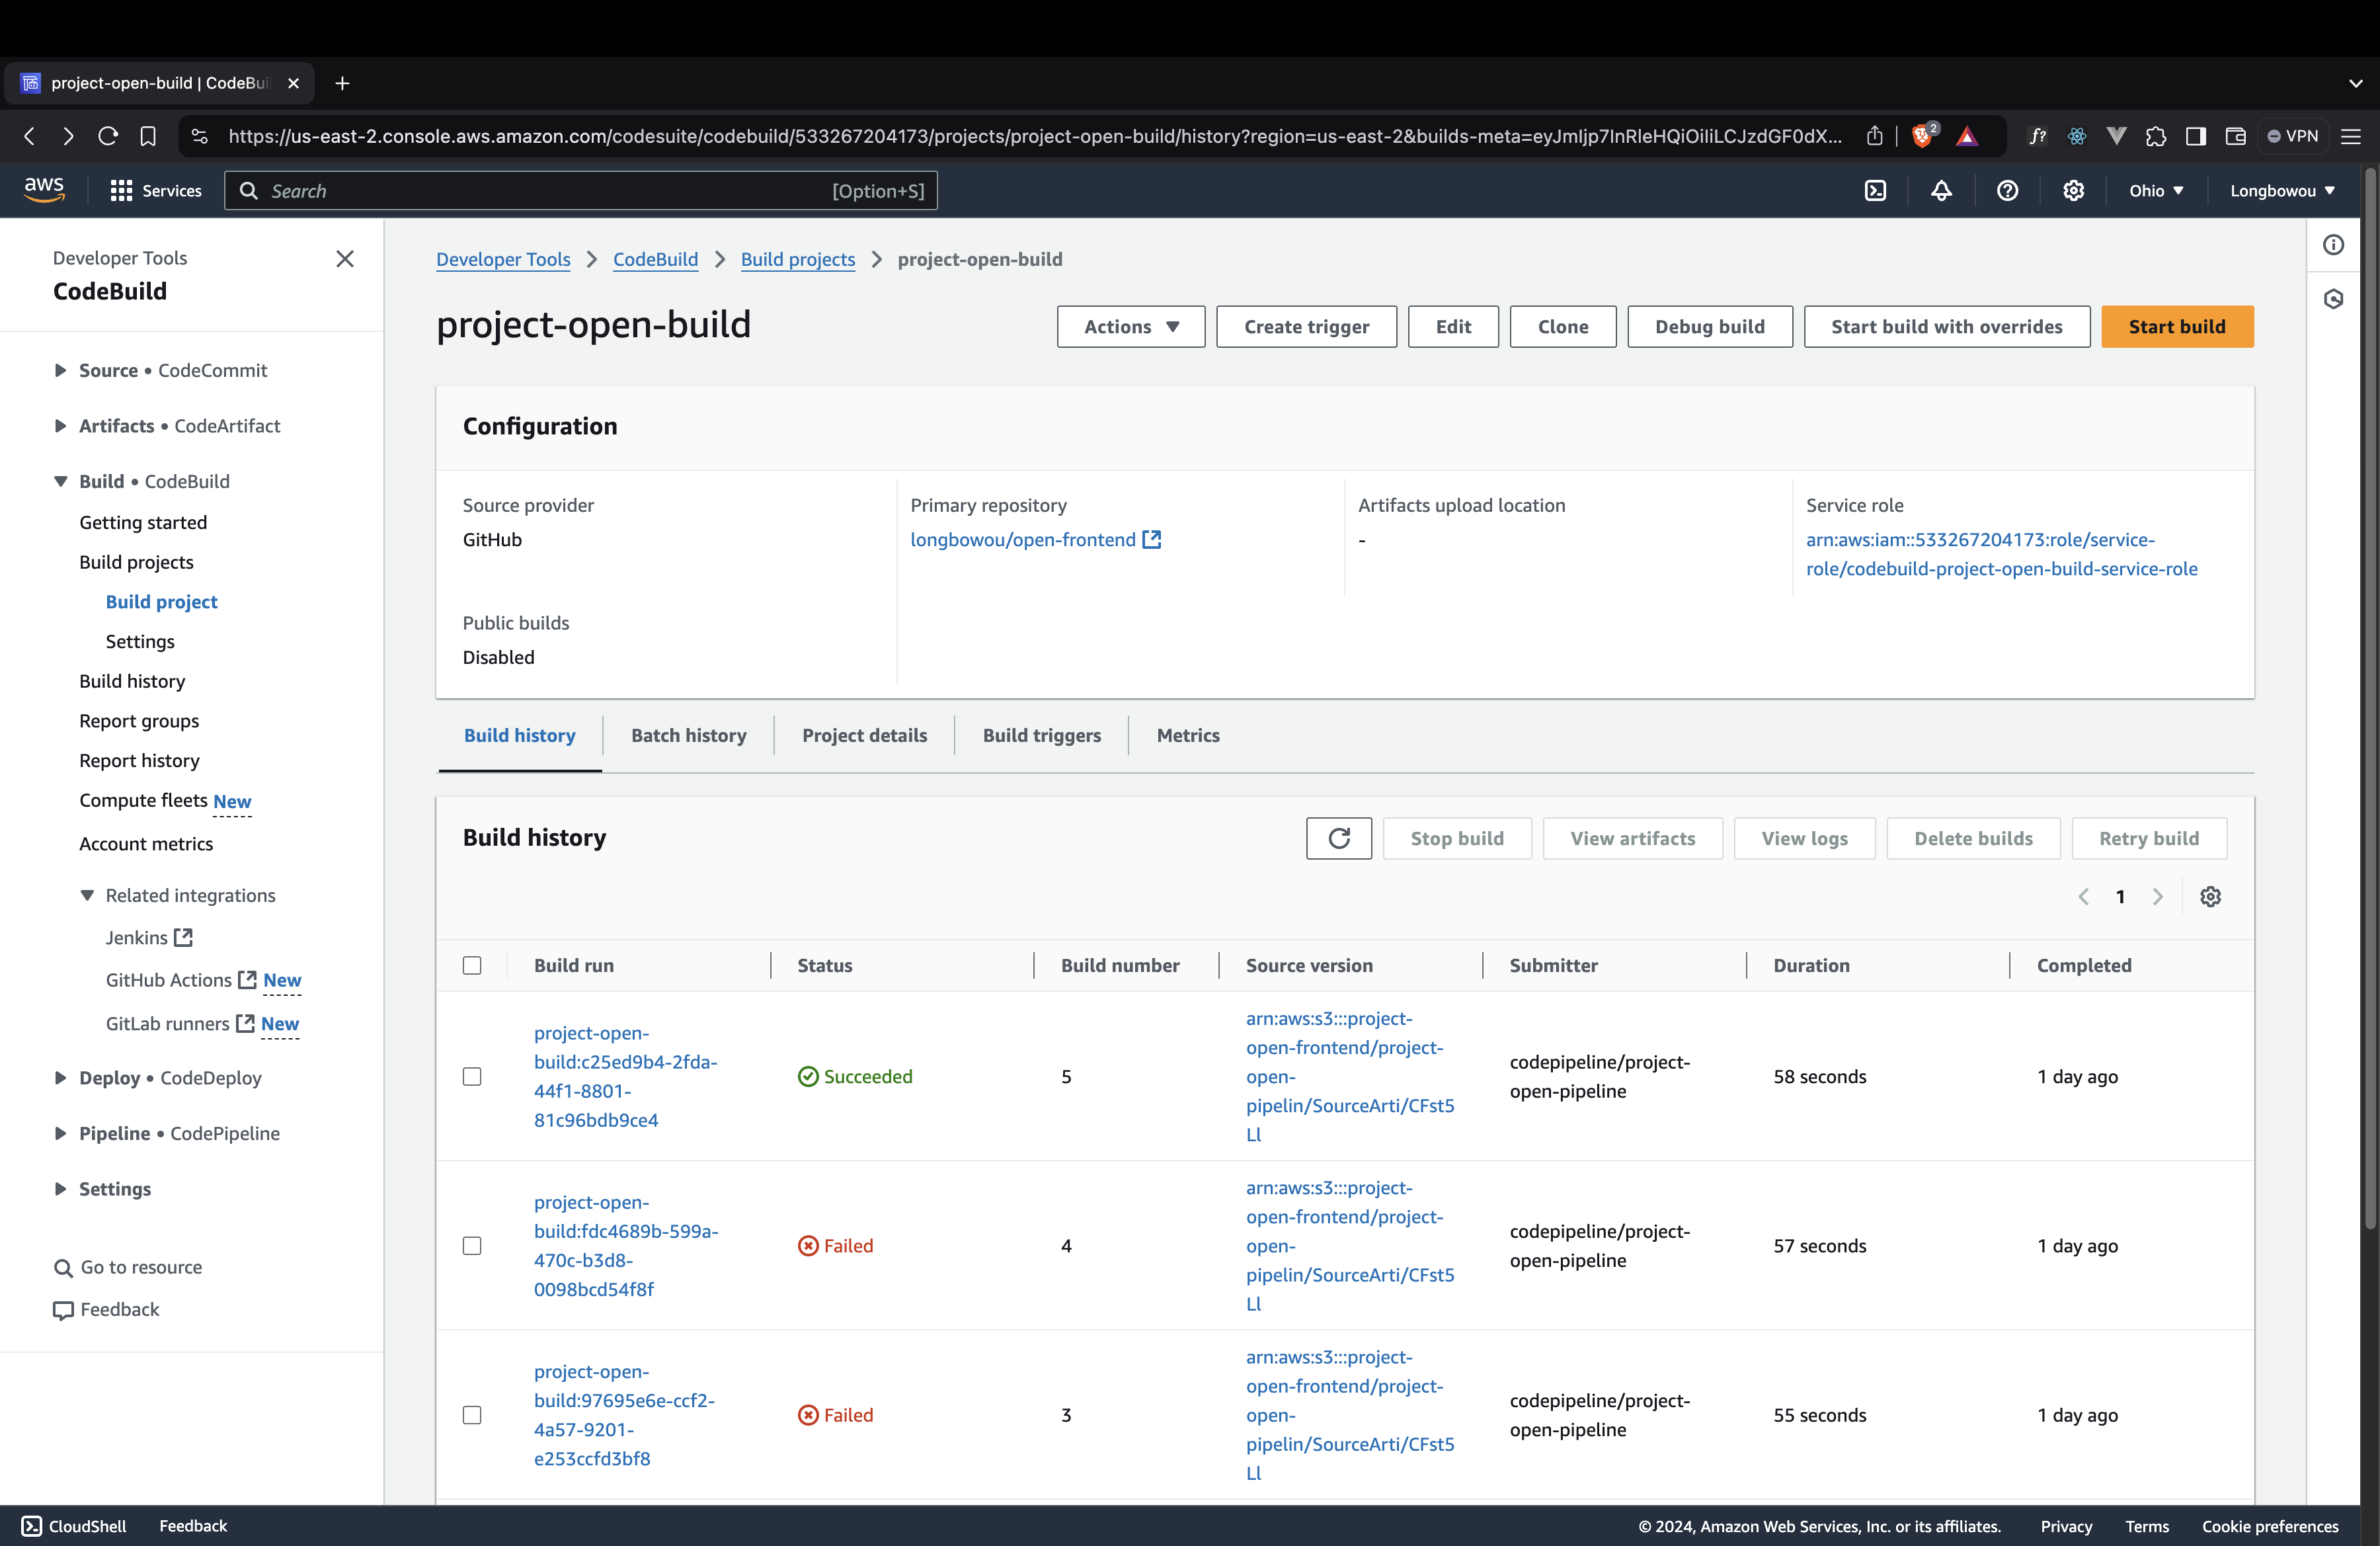 project-open-build | CodeBui
https://us-east-2.console.aws.amazon.com/codesuite/codebuild/533267204173/projects/project-open-build/history?region=us-east-2&builds-meta=
2
f?
VPN
aws
Services
Search
[Option+S]
Ohio
Longbowou
Developer Tools
CodeBuild
Source • CodeCommit
Artifacts • CodeArtifact
Build • CodeBuild
Getting started
Build projects
Build project
Settings
Build history
Report groups
Report history
Compute fleets New
Account metrics
Related integrations
Jenkins
GitHub Actions New
GitLab runners New
Deploy • CodeDeploy
Pipeline • CodePipeline
Settings
Go to resource
Feedback
Developer Tools > CodeBuild > Build projects > project-open-build
project-open-build
Actions
Create trigger
Edit
Clone
Debug build
Start build with overrides
Start build
Configuration
Source provider
GitHub
Primary repository
longbowou/open-frontend
Artifacts upload location
-
Service role
arn:aws:iam::533267204173:role/service-
role/codebuild-project-open-build-service-role
Public builds
Disabled
Build history
Batch history
Project details
Build triggers
Metrics
Build history
Stop build
View artifacts
View logs
Delete builds
Retry build
1
Build run
Status
Build number
Source version
Submitter
Duration
Completed
project-open-
build:c25ed9b4-2fda-
44f1-8801-
81c96bdb9ce4
Succeeded
5
arn:aws:s3:::project-
open-frontend/project-
open-
pipelin/SourceArti/CFst5
Ll
codepipeline/project-
open-pipeline
58 seconds
1 day ago
project-open-
build:fdc4689b-599a-
470c-b3d8-
0098bcd54f8f
Failed
4
arn:aws:s3:::project-
open-frontend/project-
open-
pipelin/SourceArti/CFst5
Ll
codepipeline/project-
open-pipeline
57 seconds
1 day ago
project-open-
build:97695e6e-ccf2-
4a57-9201-
e253ccfd3bf8
Failed
3
arn:aws:s3:::project-
open-frontend/project-
open-
pipelin/SourceArti/CFst5
Ll
codepipeline/project-
open-pipeline
55 seconds
1 day ago
CloudShell
Feedback
© 2024, Amazon Web Services, Inc. or its affiliates.
Privacy
Terms
Cookie preferences